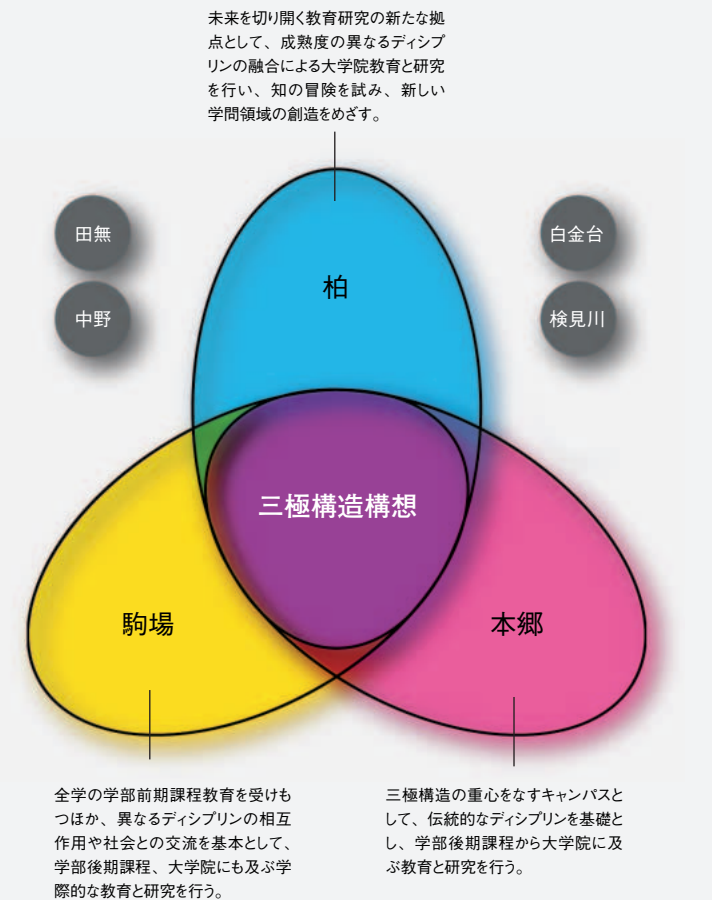 未来を切り開く教育研究の新たな拠
点として、成熟度の異なるディシプ
リンの融合による大学院教育と研究
を行い、知の冒険を試み、新しい
学問領域の創造をめざす。
田無
白金台
中野
検見川
柏
三極構造構想
駒場
本郷
全学の学部前期課程教育を受けも
つほか、異なるディシプリンの相互
作用や社会との交流を基本として、
学部後期課程、大学院にも及ぶ学
際的な教育と研究を行う。
三極構造の重心をなすキャンパスと
して、伝統的なディシプリンを基礎と
し、学部後期課程から大学院に及
ぶ教育と研究を行う。